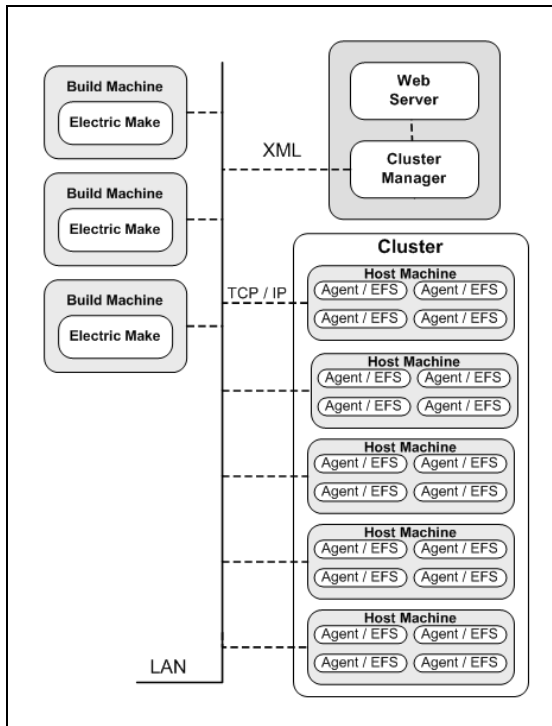 Build Machine
Electric Make
Build Machine
Electric Make
Build Machine
Electric Make
Web
Server
XML
Cluster
Manager
Cluster
TCP / IP
Host Machine
Agent / EFS Agent / EFS
Agent / EFS Agent / EFS
Host Machine
Agent / EFS Agent / EFS
Agent / EFS Agent / EFS
Host Machine
Agent / EFS Agent / EFS
Agent / EFS Agent / EFS
Host Machine
Agent / EFS Agent / EFS
Agent / EFS Agent / EFS
Host Machine
Agent / EFS Agent / EFS
Agent / EFS Agent / EFS
LAN